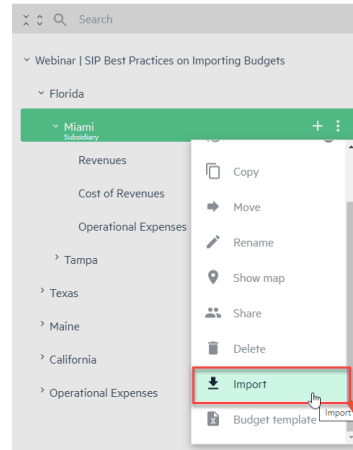 Search
Webinar | SIP Best Practices on Importing Budgets
Florida
Miami
Subsidiary
Revenues
Cost of Revenues
Operational Expenses
Tampa
Texas
Maine
California
Operational Expenses
Copy
Move
Rename
Show map
Share
Delete
Import
Budget template
Import